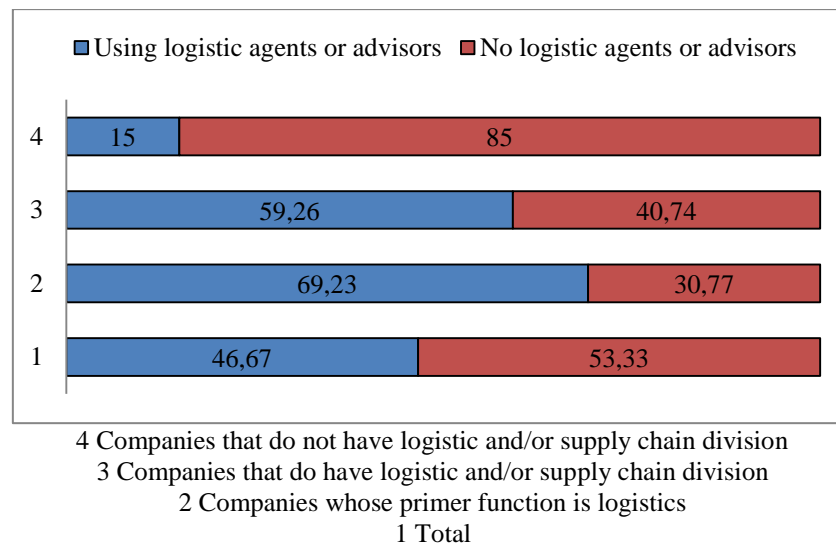 Using logistic agents or advisors No logistic agents or advisors
4 15 85
3 59,26 40,74
2 69,23 30,77
1 46,67 53,33
4 Companies that do not have logistic and/or supply chain division
3 Companies that do have logistic and/or supply chain division
2 Companies whose primer function is logistics
1 Total